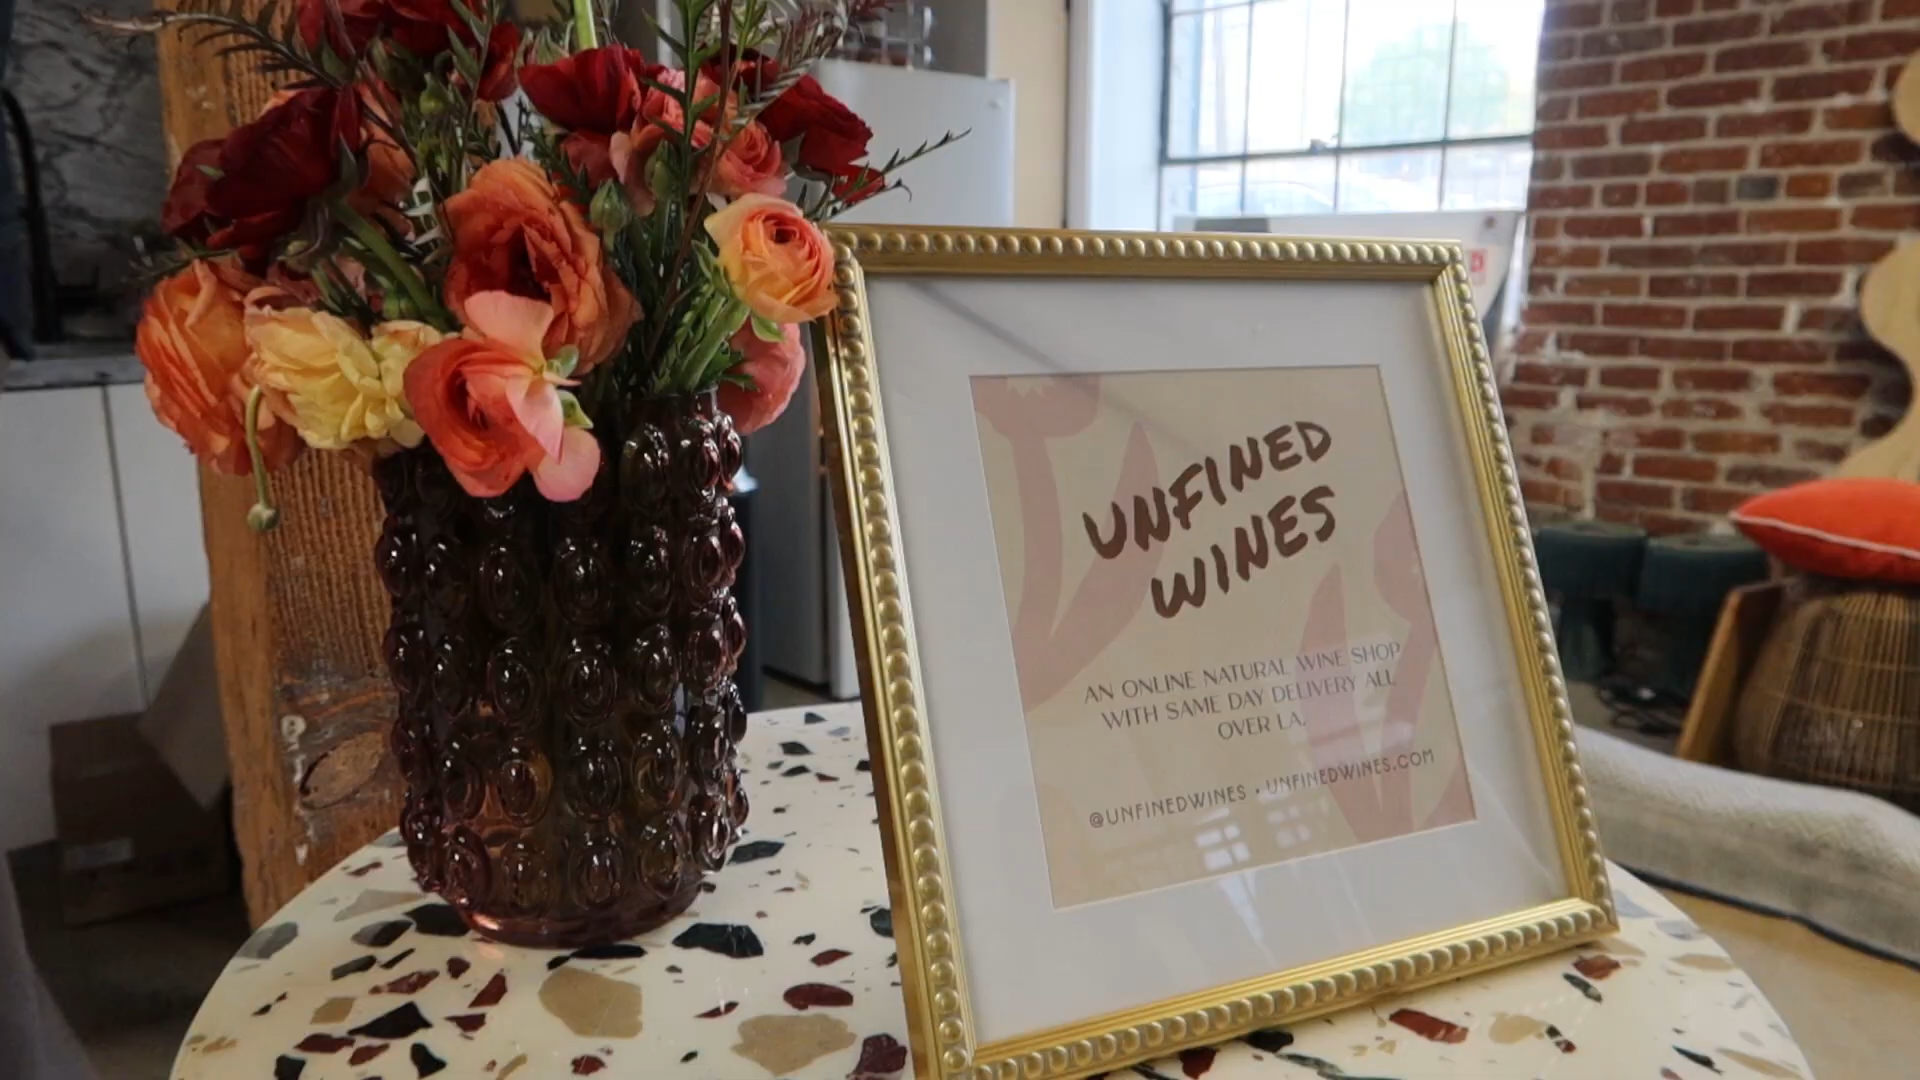 UNFINED
WINES
AN ONLINE NATURAL WINE SHOP
WITH SAME DAY DELIVERY ALL
OVER LA.
@UNFINEDWINES • UNFINEDWINES.COM